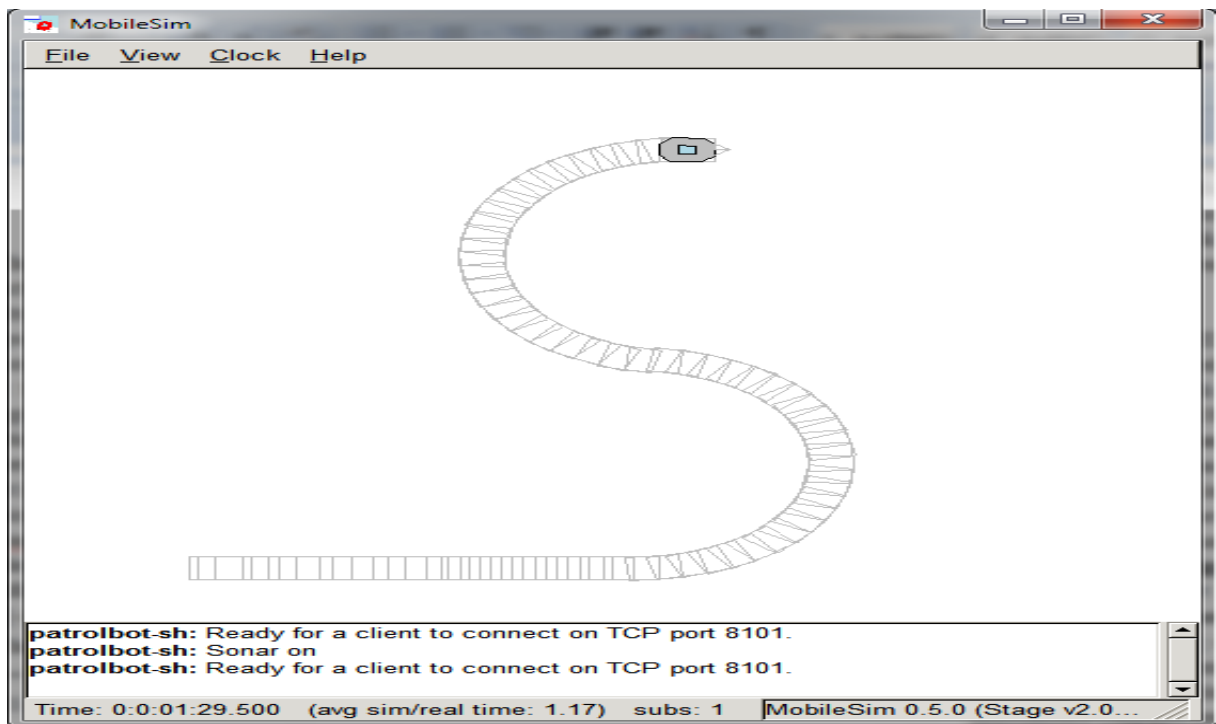 MobileSim
File View Clock Help
patrolbot-sh: Ready for a client to connect on TCP port 8101.
patrolbot-sh: Sonar on
patrolbot-sh: Ready for a client to connect on TCP port 8101.
Time: 0:0:01:29.500 (avg sim/real time: 1.17) subs: 1 MobileSim 0.5.0 (Stage v2.0...